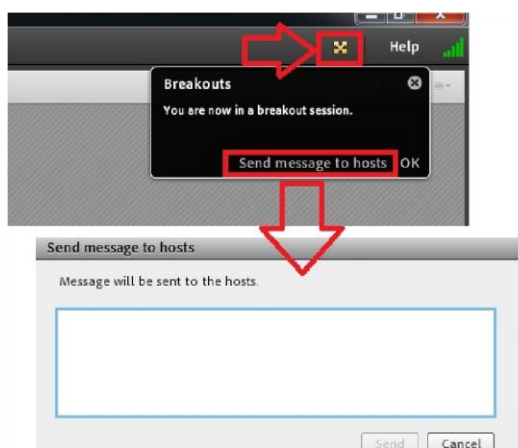 Help
Breakouts
You are now in a breakout session.
Send message to hosts OK
Send message to hosts
Message will be sent to the hosts.
Send Cancel